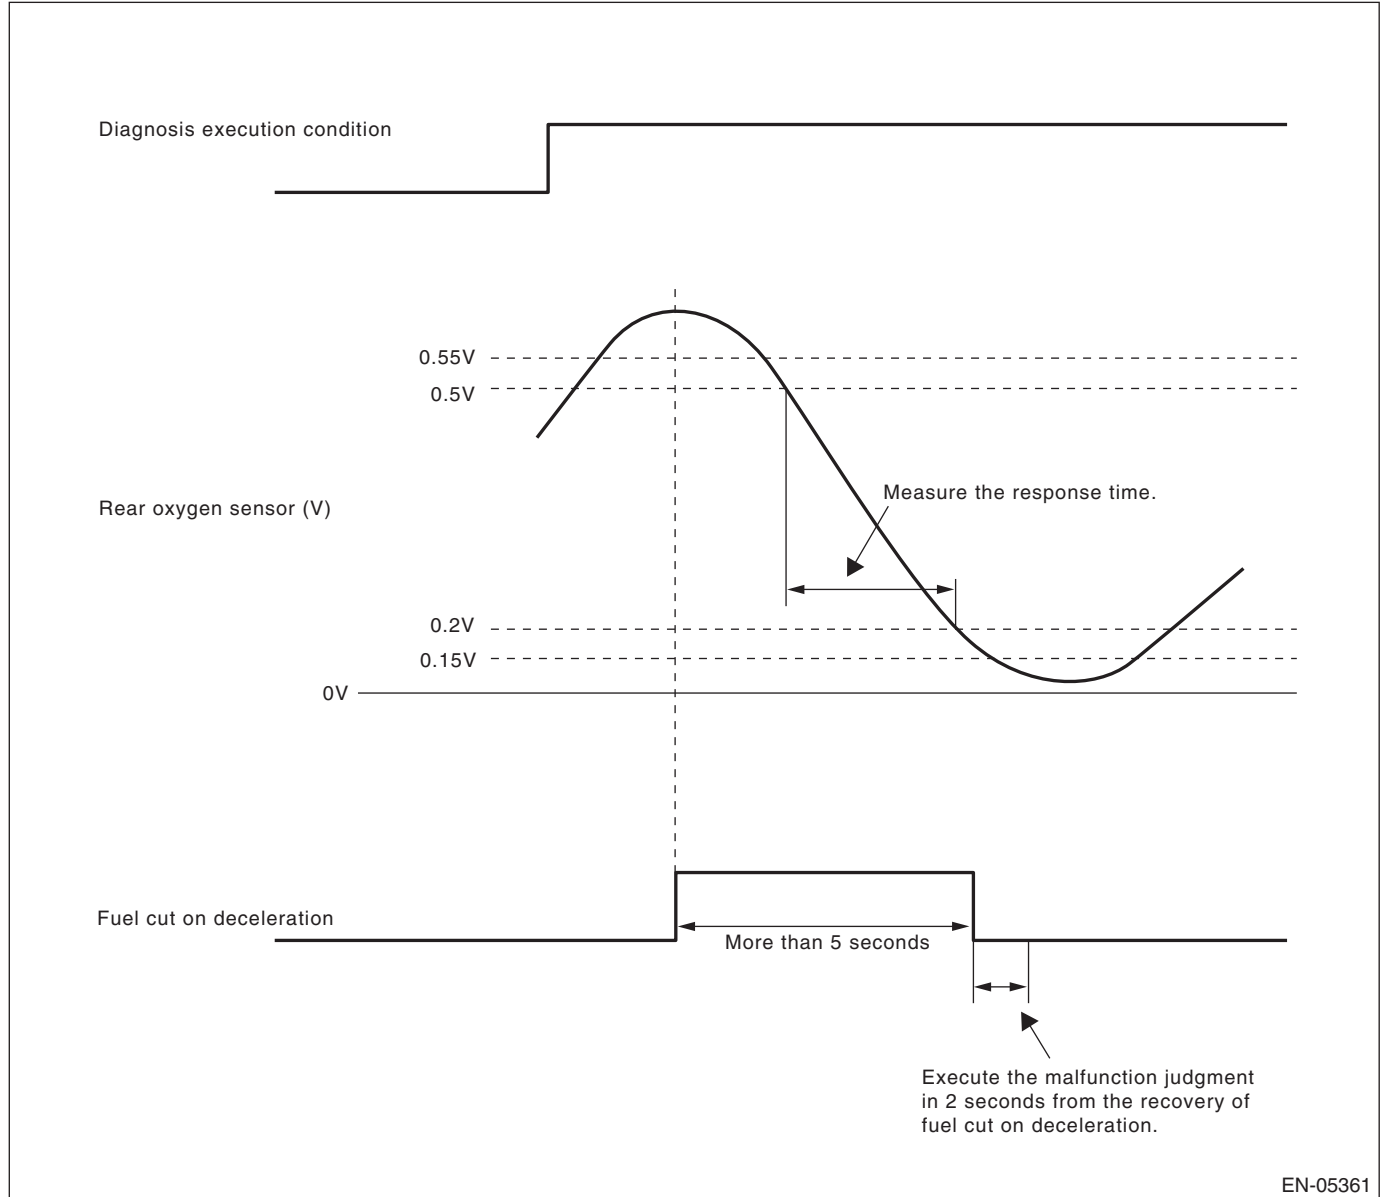 Diagnosis execution condition
0.55V
0.5V
Measure the response time.
Rear oxygen sensor (V)
0.2V
0.15V
0V
Fuel cut on deceleration
More than 5 seconds
Execute the malfunction judgment
in 2 seconds from the recovery of
fuel cut on deceleration.
EN-05361